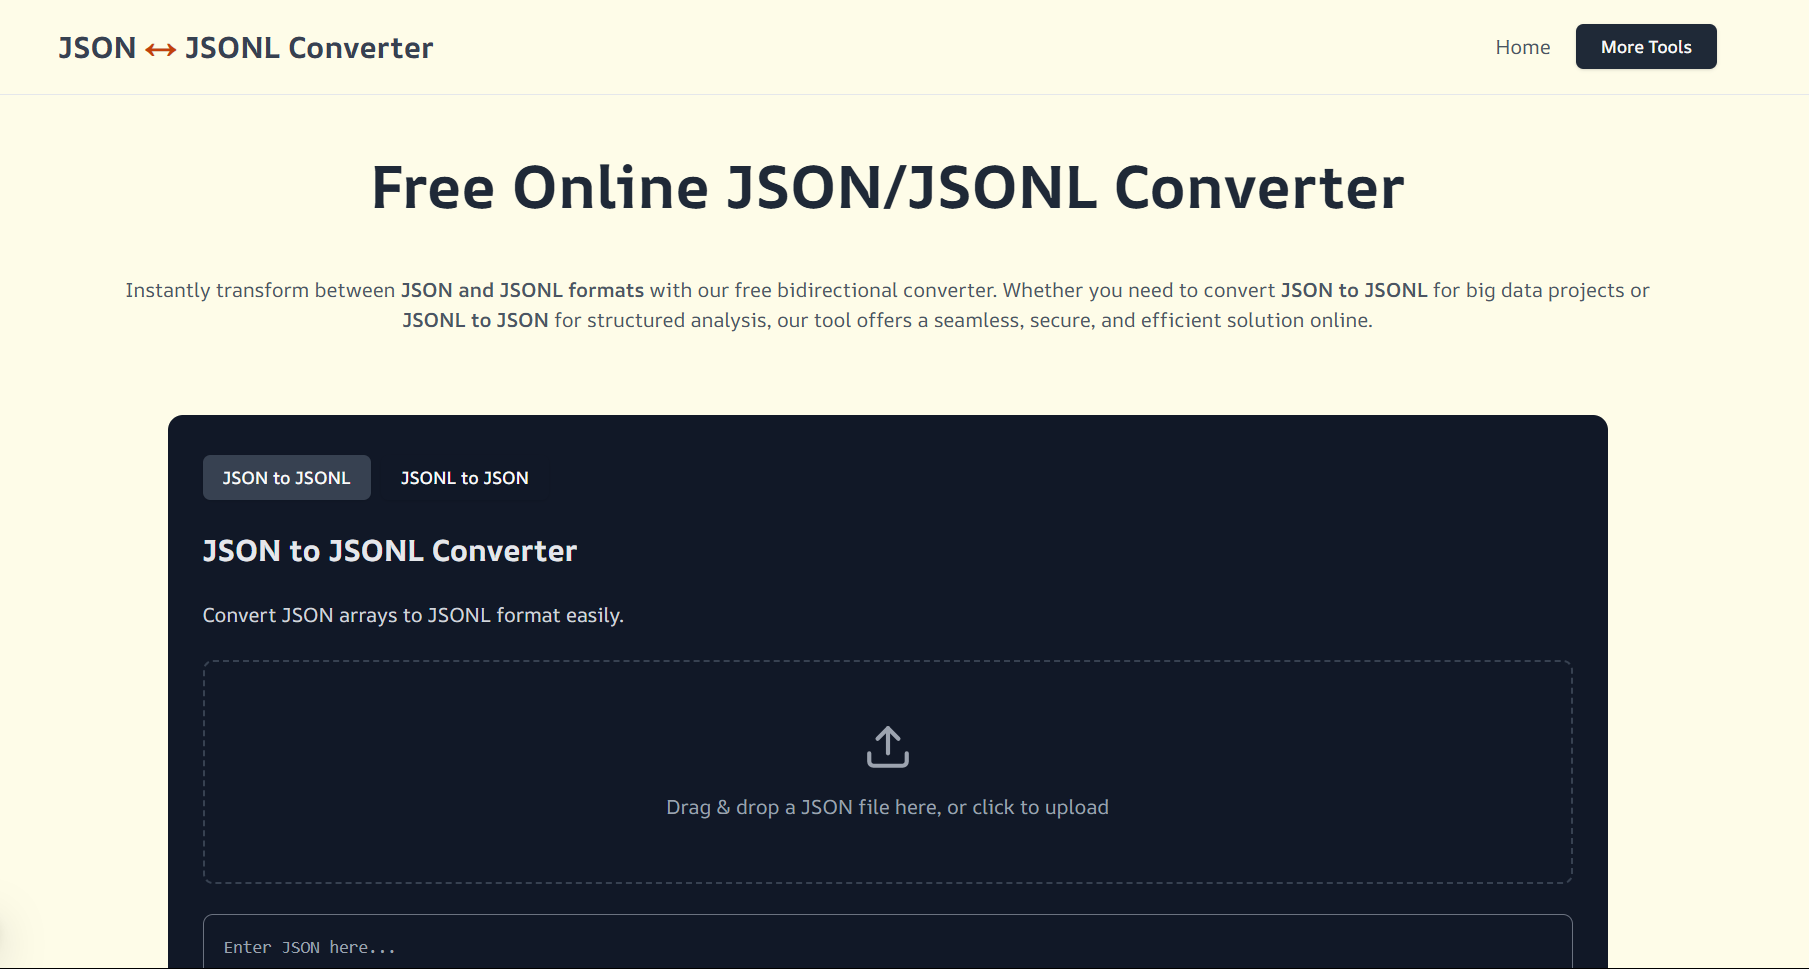 JSON ↔ JSONL Converter
Home
More Tools
Free Online JSON/JSONL Converter
Instantly transform between JSON and JSONL formats with our free bidirectional converter. Whether you need to convert JSON to JSONL for big data projects or
JSONL to JSON for structured analysis, our tool offers a seamless, secure, and efficient solution online.
JSON to JSONL
JSONL to JSON
JSON to JSONL Converter
Convert JSON arrays to JSONL format easily.
Drag & drop a JSON file here, or click to upload
Enter JSON here...